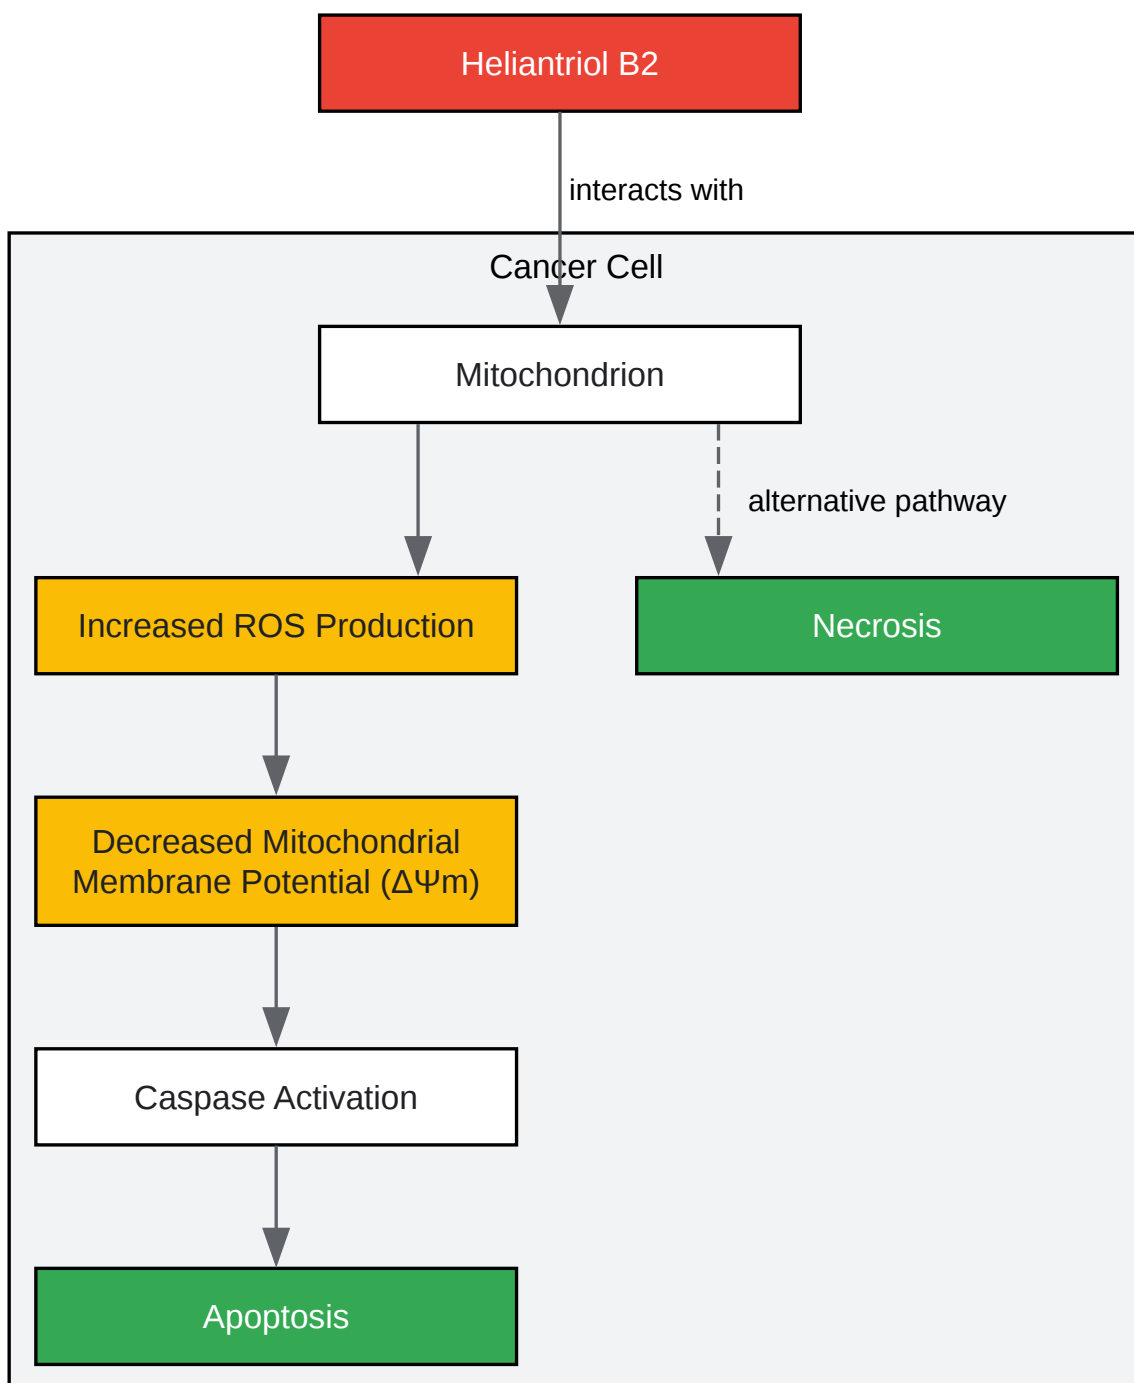 Heliantriol B2
interacts with
Cancer Cell
Mitochondrion
alternative pathway
Increased ROS Production
Necrosis
Decreased Mitochondrial
Membrane Potential (ΔΨm)
Caspase Activation
Apoptosis